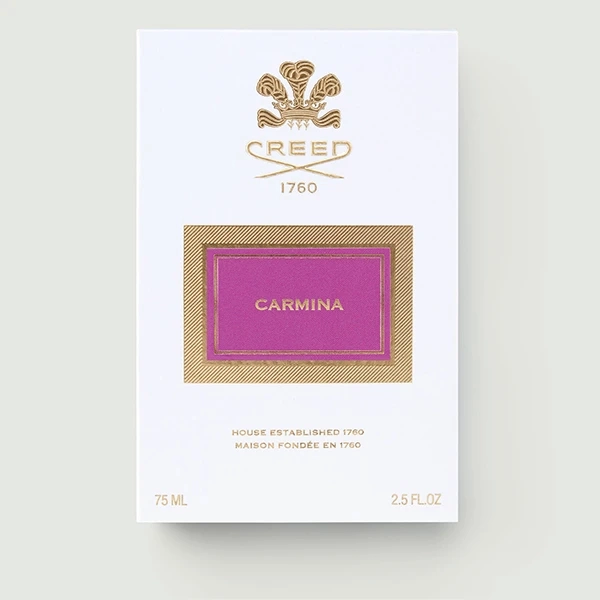 CREED
1760
CARMINA
HOUSE ESTABLISHED 1760
MAISON FONDÉE EN 1760
75 ML
2.5 FL.OZ